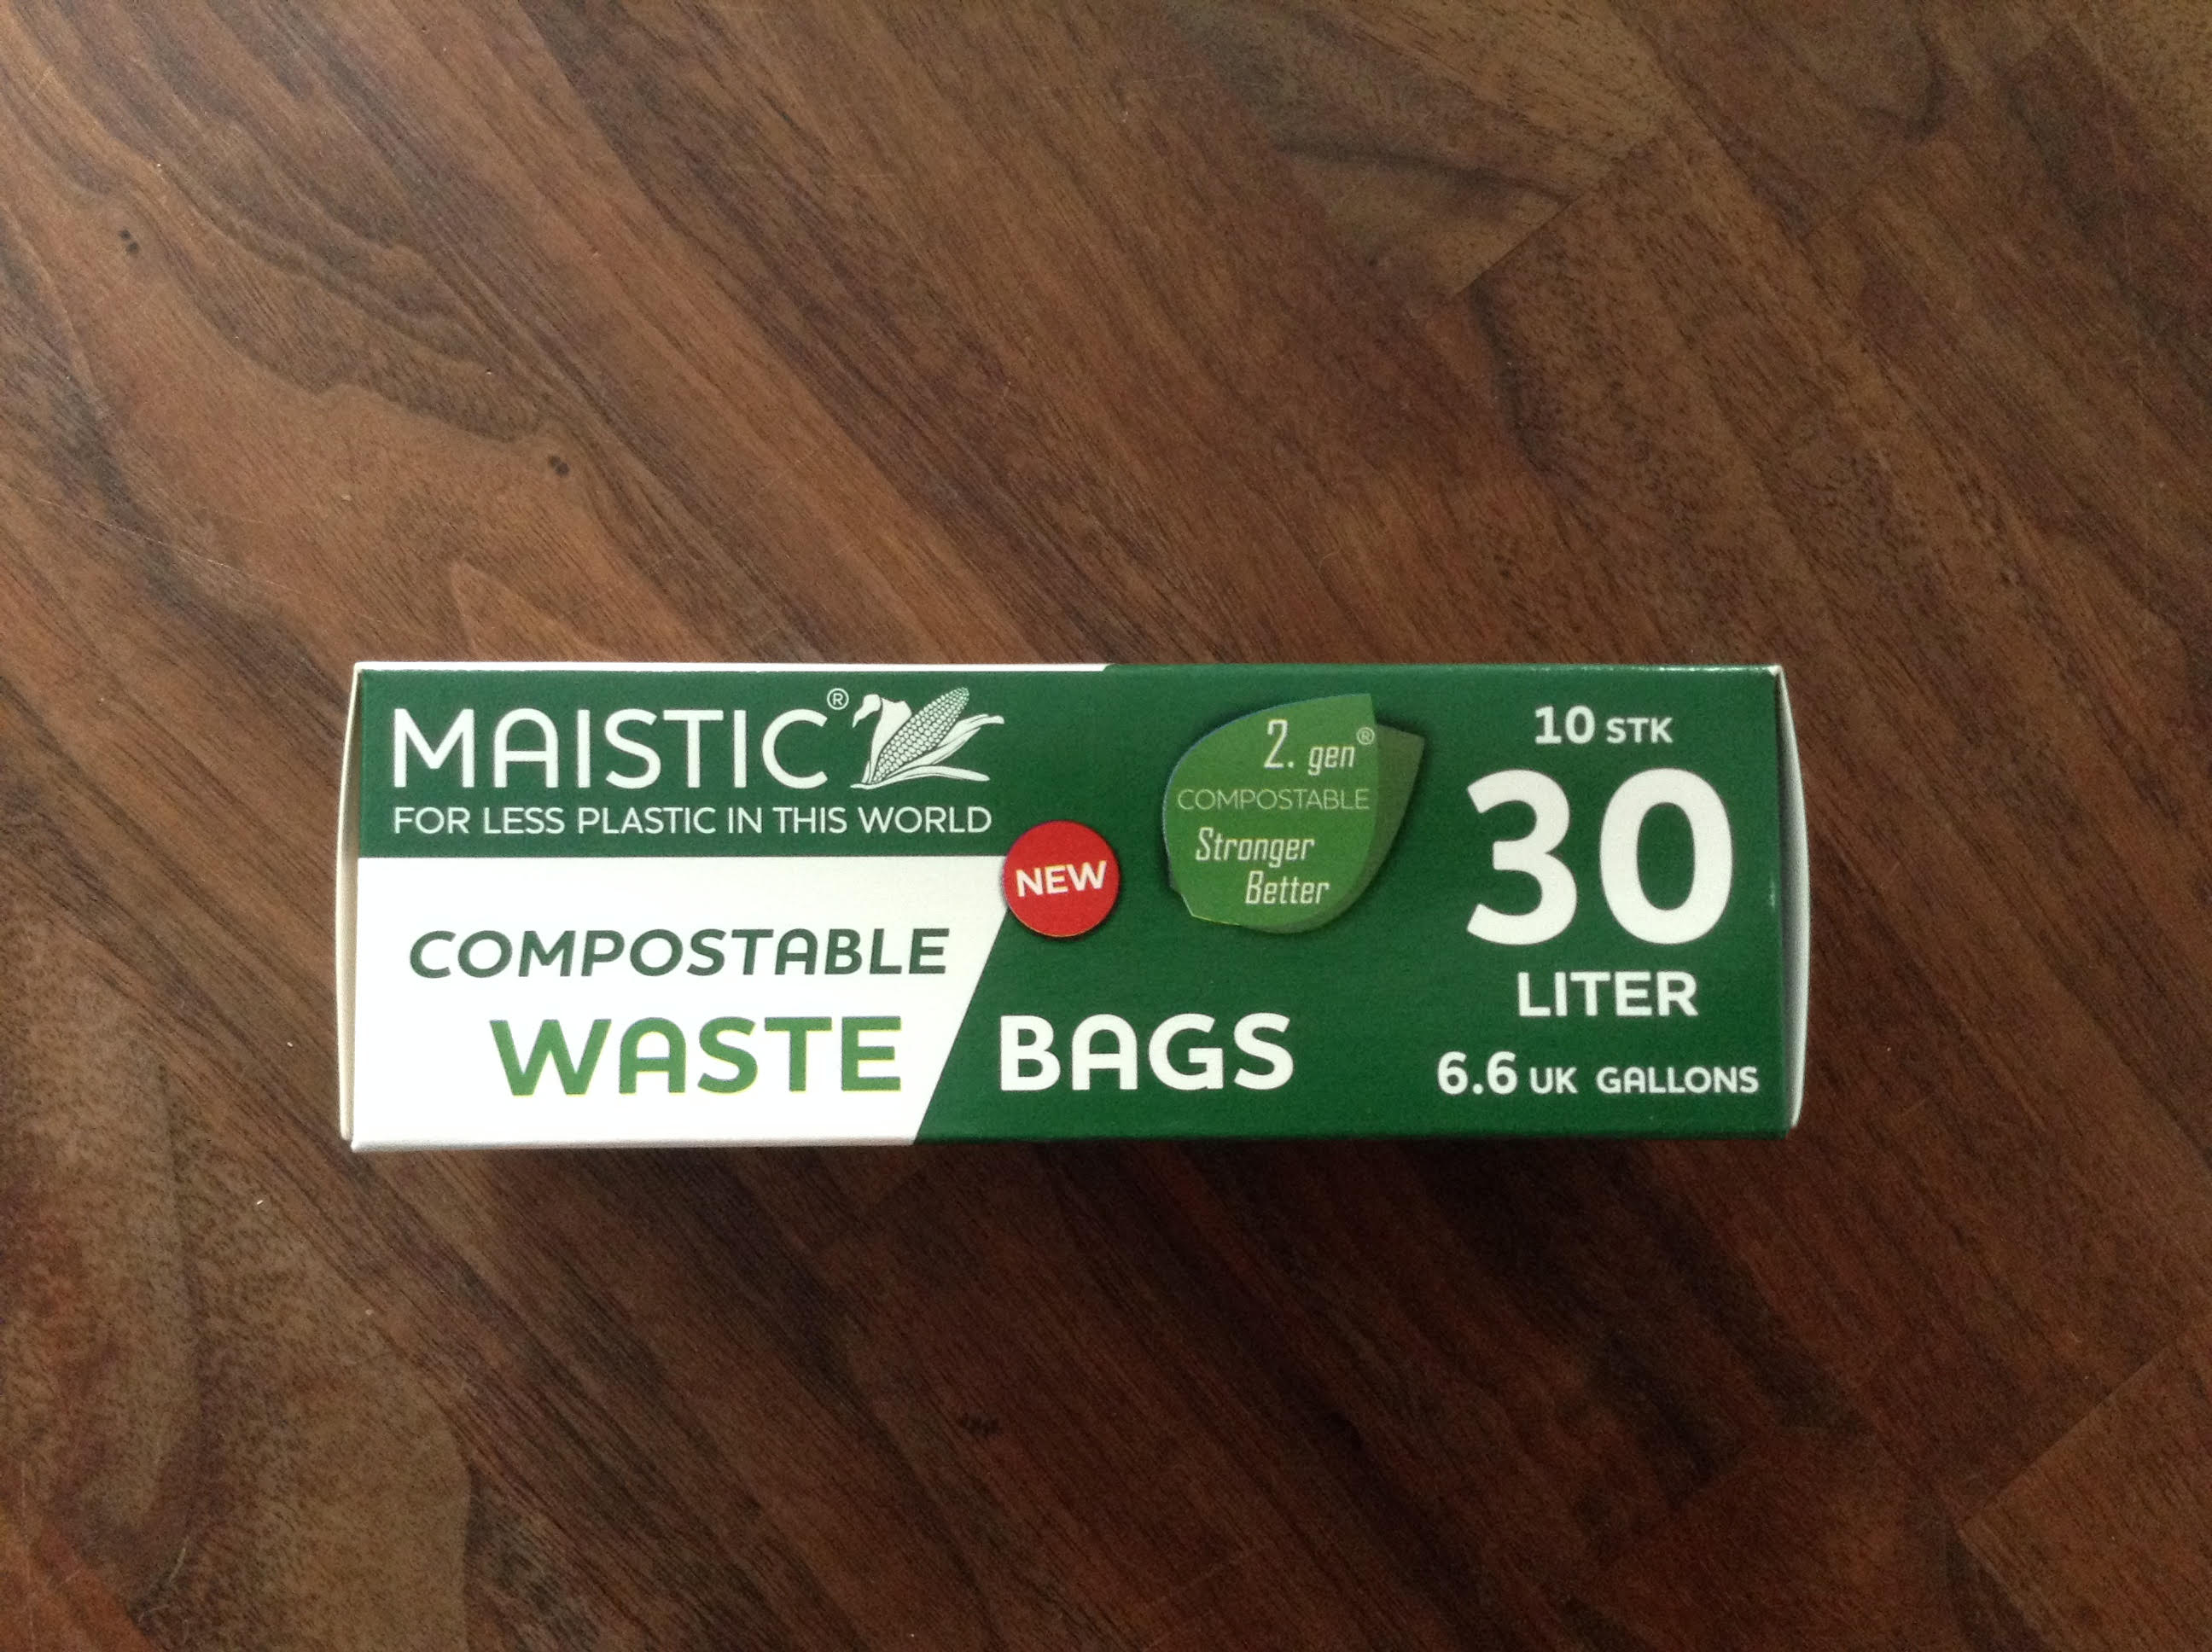 MAISTIC®
FOR LESS PLASTIC IN THIS WORLD
NEW
COMPOSTABLE
WASTE BAGS
2. gen®
COMPOSTABLE
Stronger
Better
10 STK
30
LITER
6.6 UK GALLONS